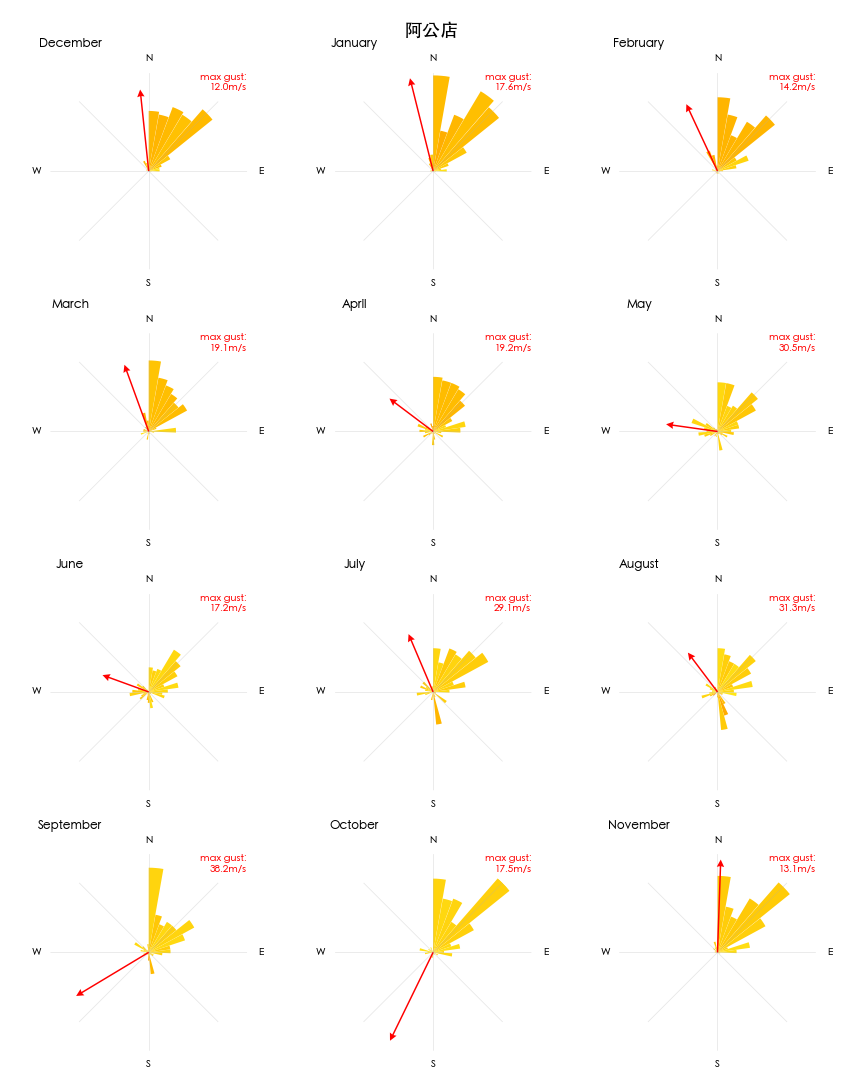 阿公店
December
January
February
N
N
N
max gust:
12.0m/s
max gust:
17.6m/s
max gust:
14.2m/s
W
E
W
E
W
E
S
S
S
March
April
May
N
N
N
max gust:
19.1m/s
max gust:
19.2m/s
max gust:
30.5m/s
W
E
W
E
W
E
S
S
S
June
July
August
N
N
N
max gust:
17.2m/s
max gust:
29.1m/s
max gust:
31.3m/s
W
E
W
E
W
E
S
S
S
September
October
November
N
N
N
max gust:
38.2m/s
max gust:
17.5m/s
max gust:
13.1m/s
W
E
W
E
W
E
S
S
S